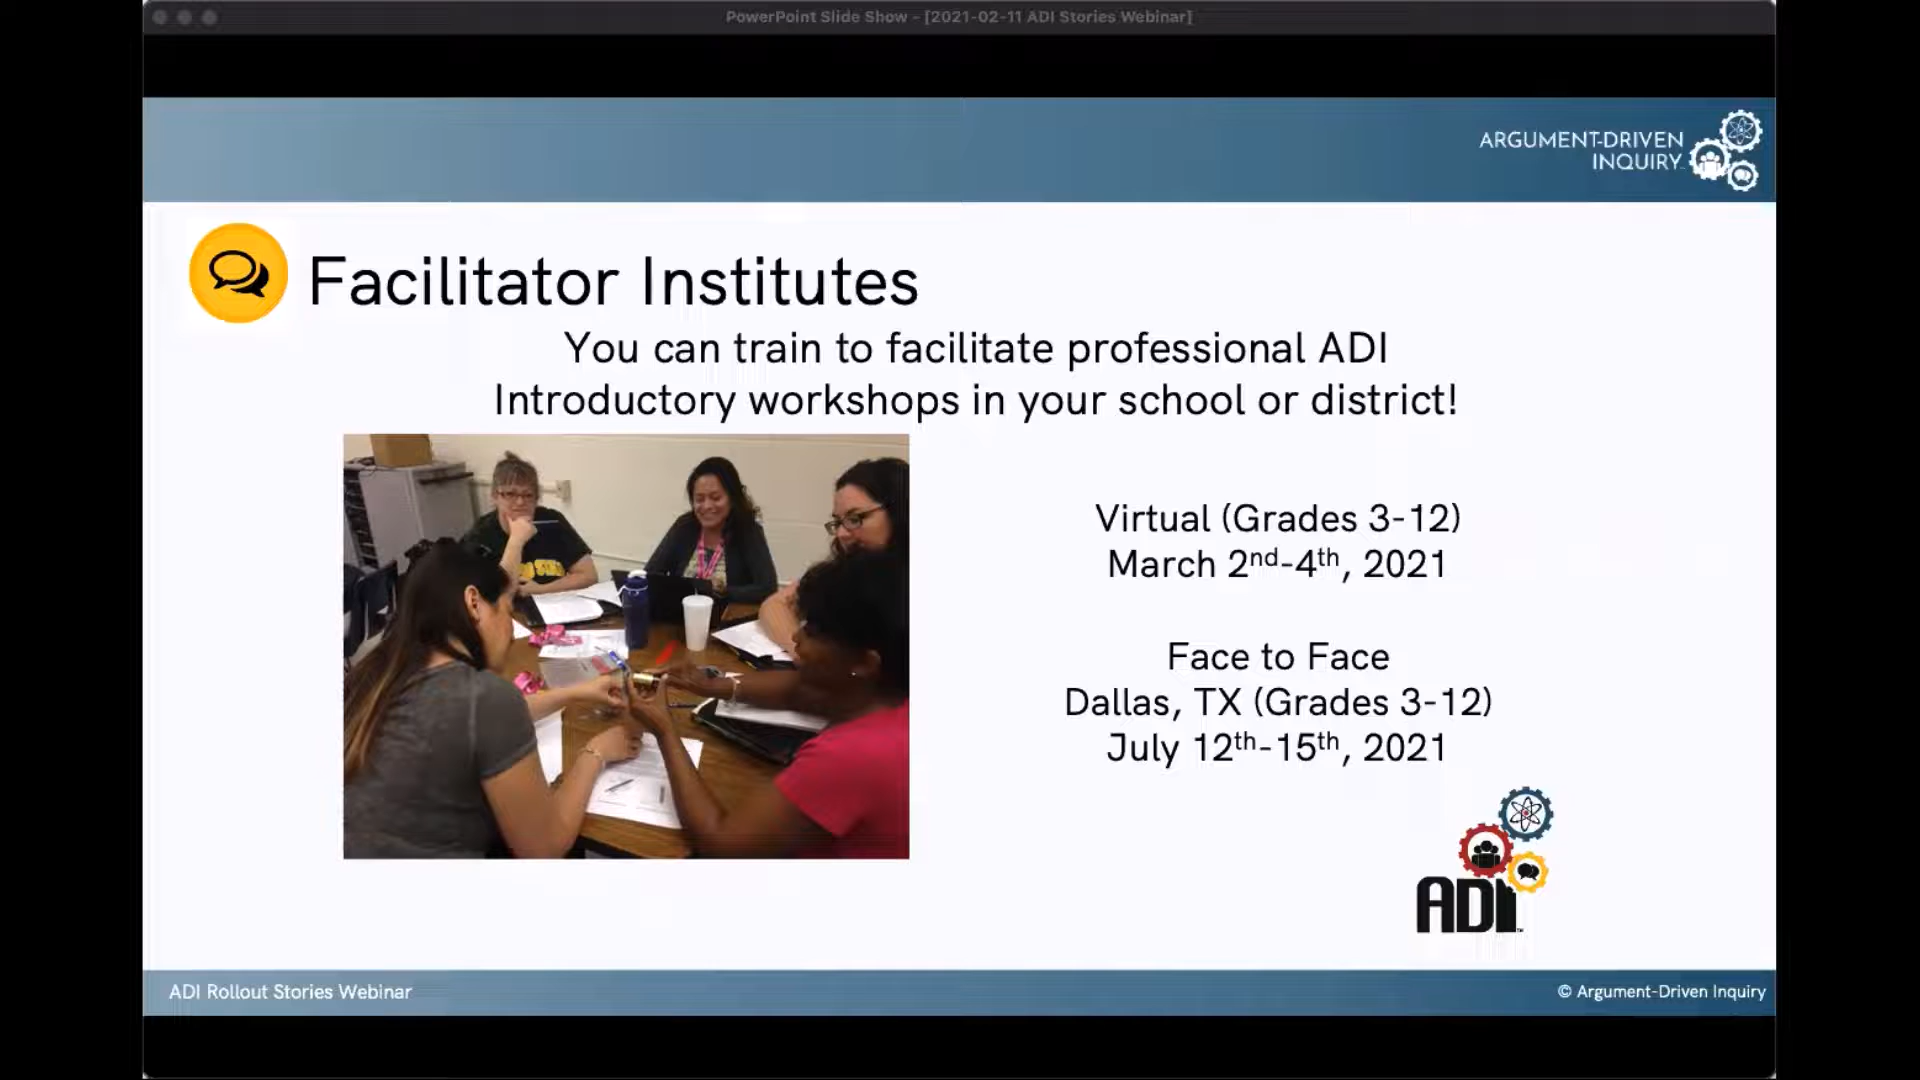 PowerPoint Slide Show - [2021-02-11 ADI Stories Webinar]
ARGUMENT-DRIVEN
INQUIRY
Facilitator Institutes
You can train to facilitate professional ADI
Introductory workshops in your school or district!
Virtual (Grades 3-12)
March 2nd-4th, 2021
Face to Face
Dallas, TX (Grades 3-12)
July 12th-15th, 2021
ADI™
ADI Rollout Stories Webinar
© Argument-Driven Inquiry